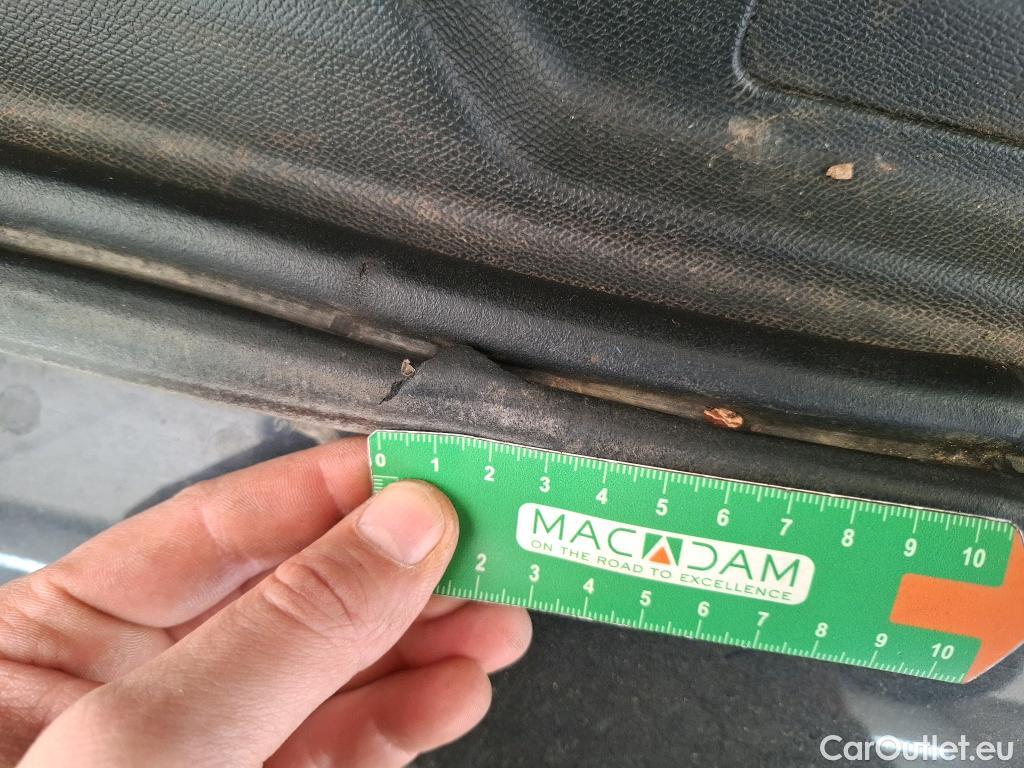 0 1 2 3 4 5 6 7 8 9 10
MACADAM
ON THE ROAD TO EXCELLENCE
2 3 4 5 6 7 8 9 10
CarOutlet.eu